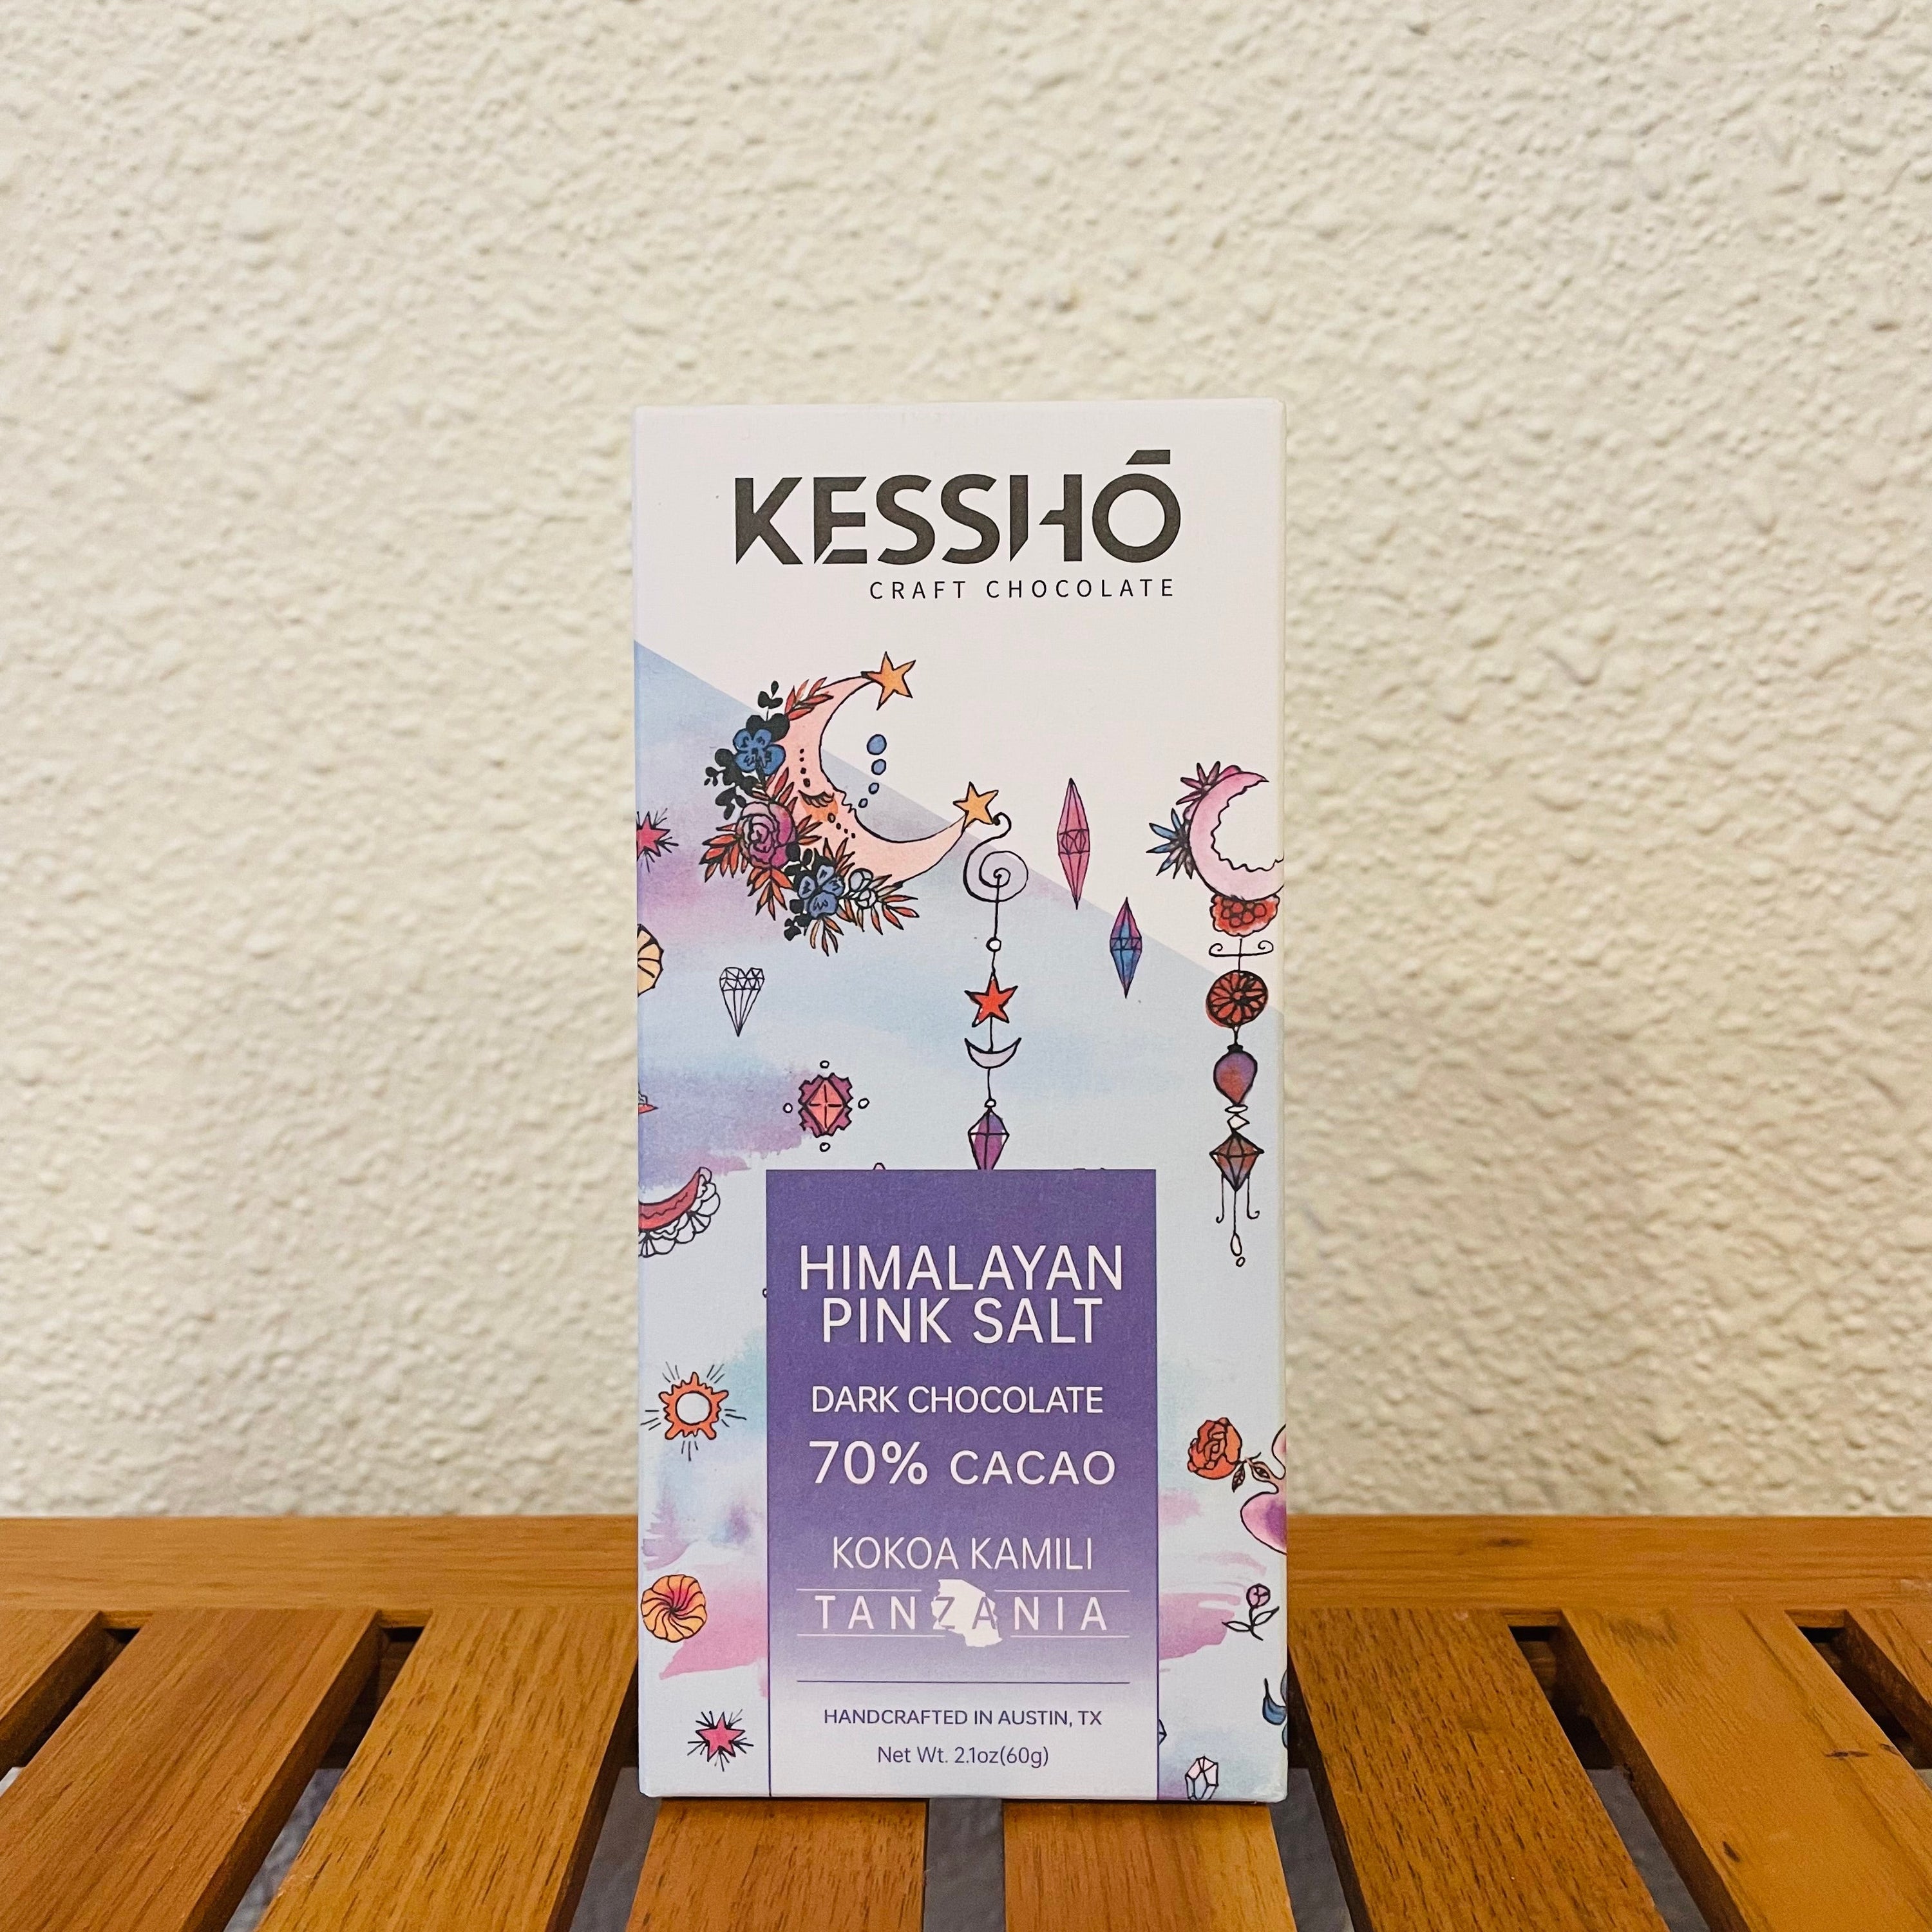 KESSHŌ
CRAFT CHOCOLATE
HIMALAYAN
PINK SALT
DARK CHOCOLATE
70% CACAO
KOKOA KAMILI
TANZANIA
HANDCRAFTED IN AUSTIN, TX
Net Wt. 2.1oz(60g)